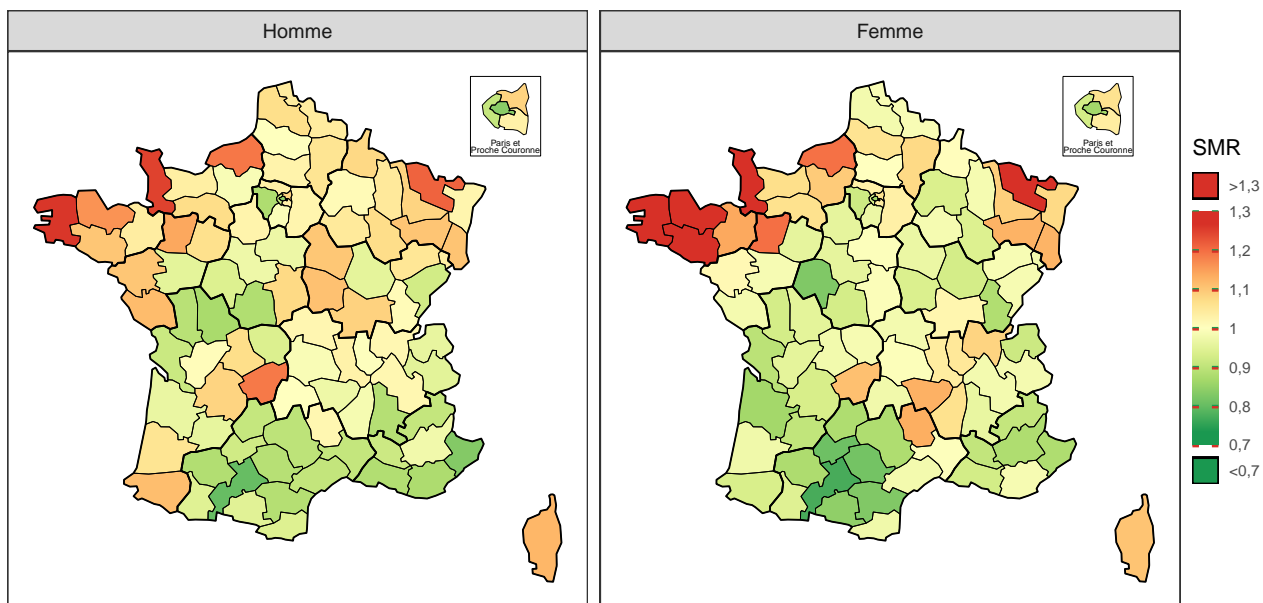 Homme
Femme
Paris et
Proche Couronne
Paris et
Proche Couronne
SMR
>1,3
1,3
1,2
1,1
1
0,9
0,8
0,7
<0,7